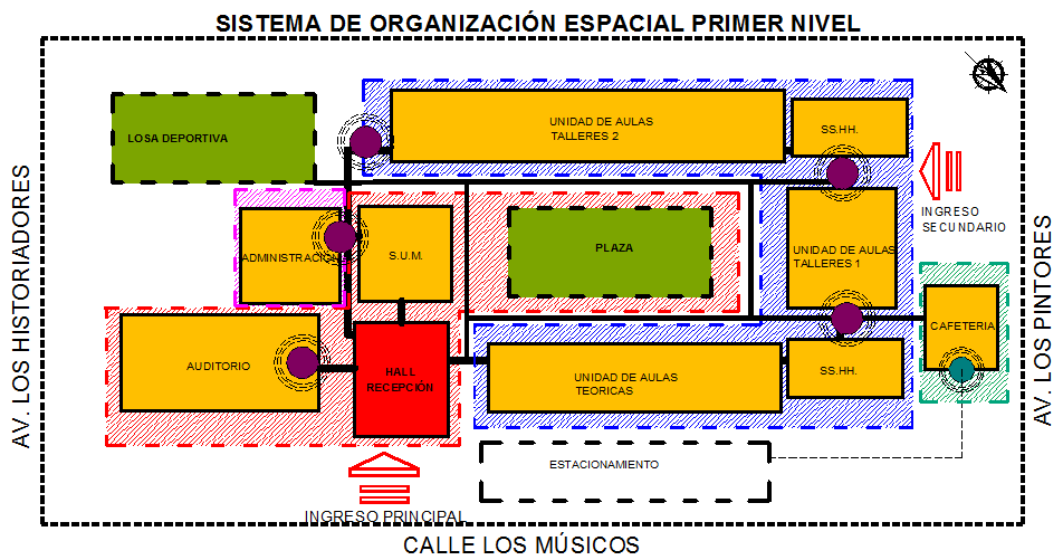 SISTEMA DE ORGANIZACIÓN ESPACIAL PRIMER NIVEL
LOSA DEPORTIVA
UNIDAD DE AULAS
TALLERES 2
SS.HH.
INGRESO
SECUNDARIO
ADMINISTRACIÓN
S.U.M.
PLAZA
UNIDAD DE AULAS
TALLERES 1
CAFETERIA
AUDITORIO
HALL
RECEPCIÓN
UNIDAD DE AULAS
TEORICAS
SS.HH.
ESTACIONAMIENTO
INGRESO PRINCIPAL
AV. LOS HISTORIADORES
AV. LOS PINTORES
CALLE LOS MÚSICOS